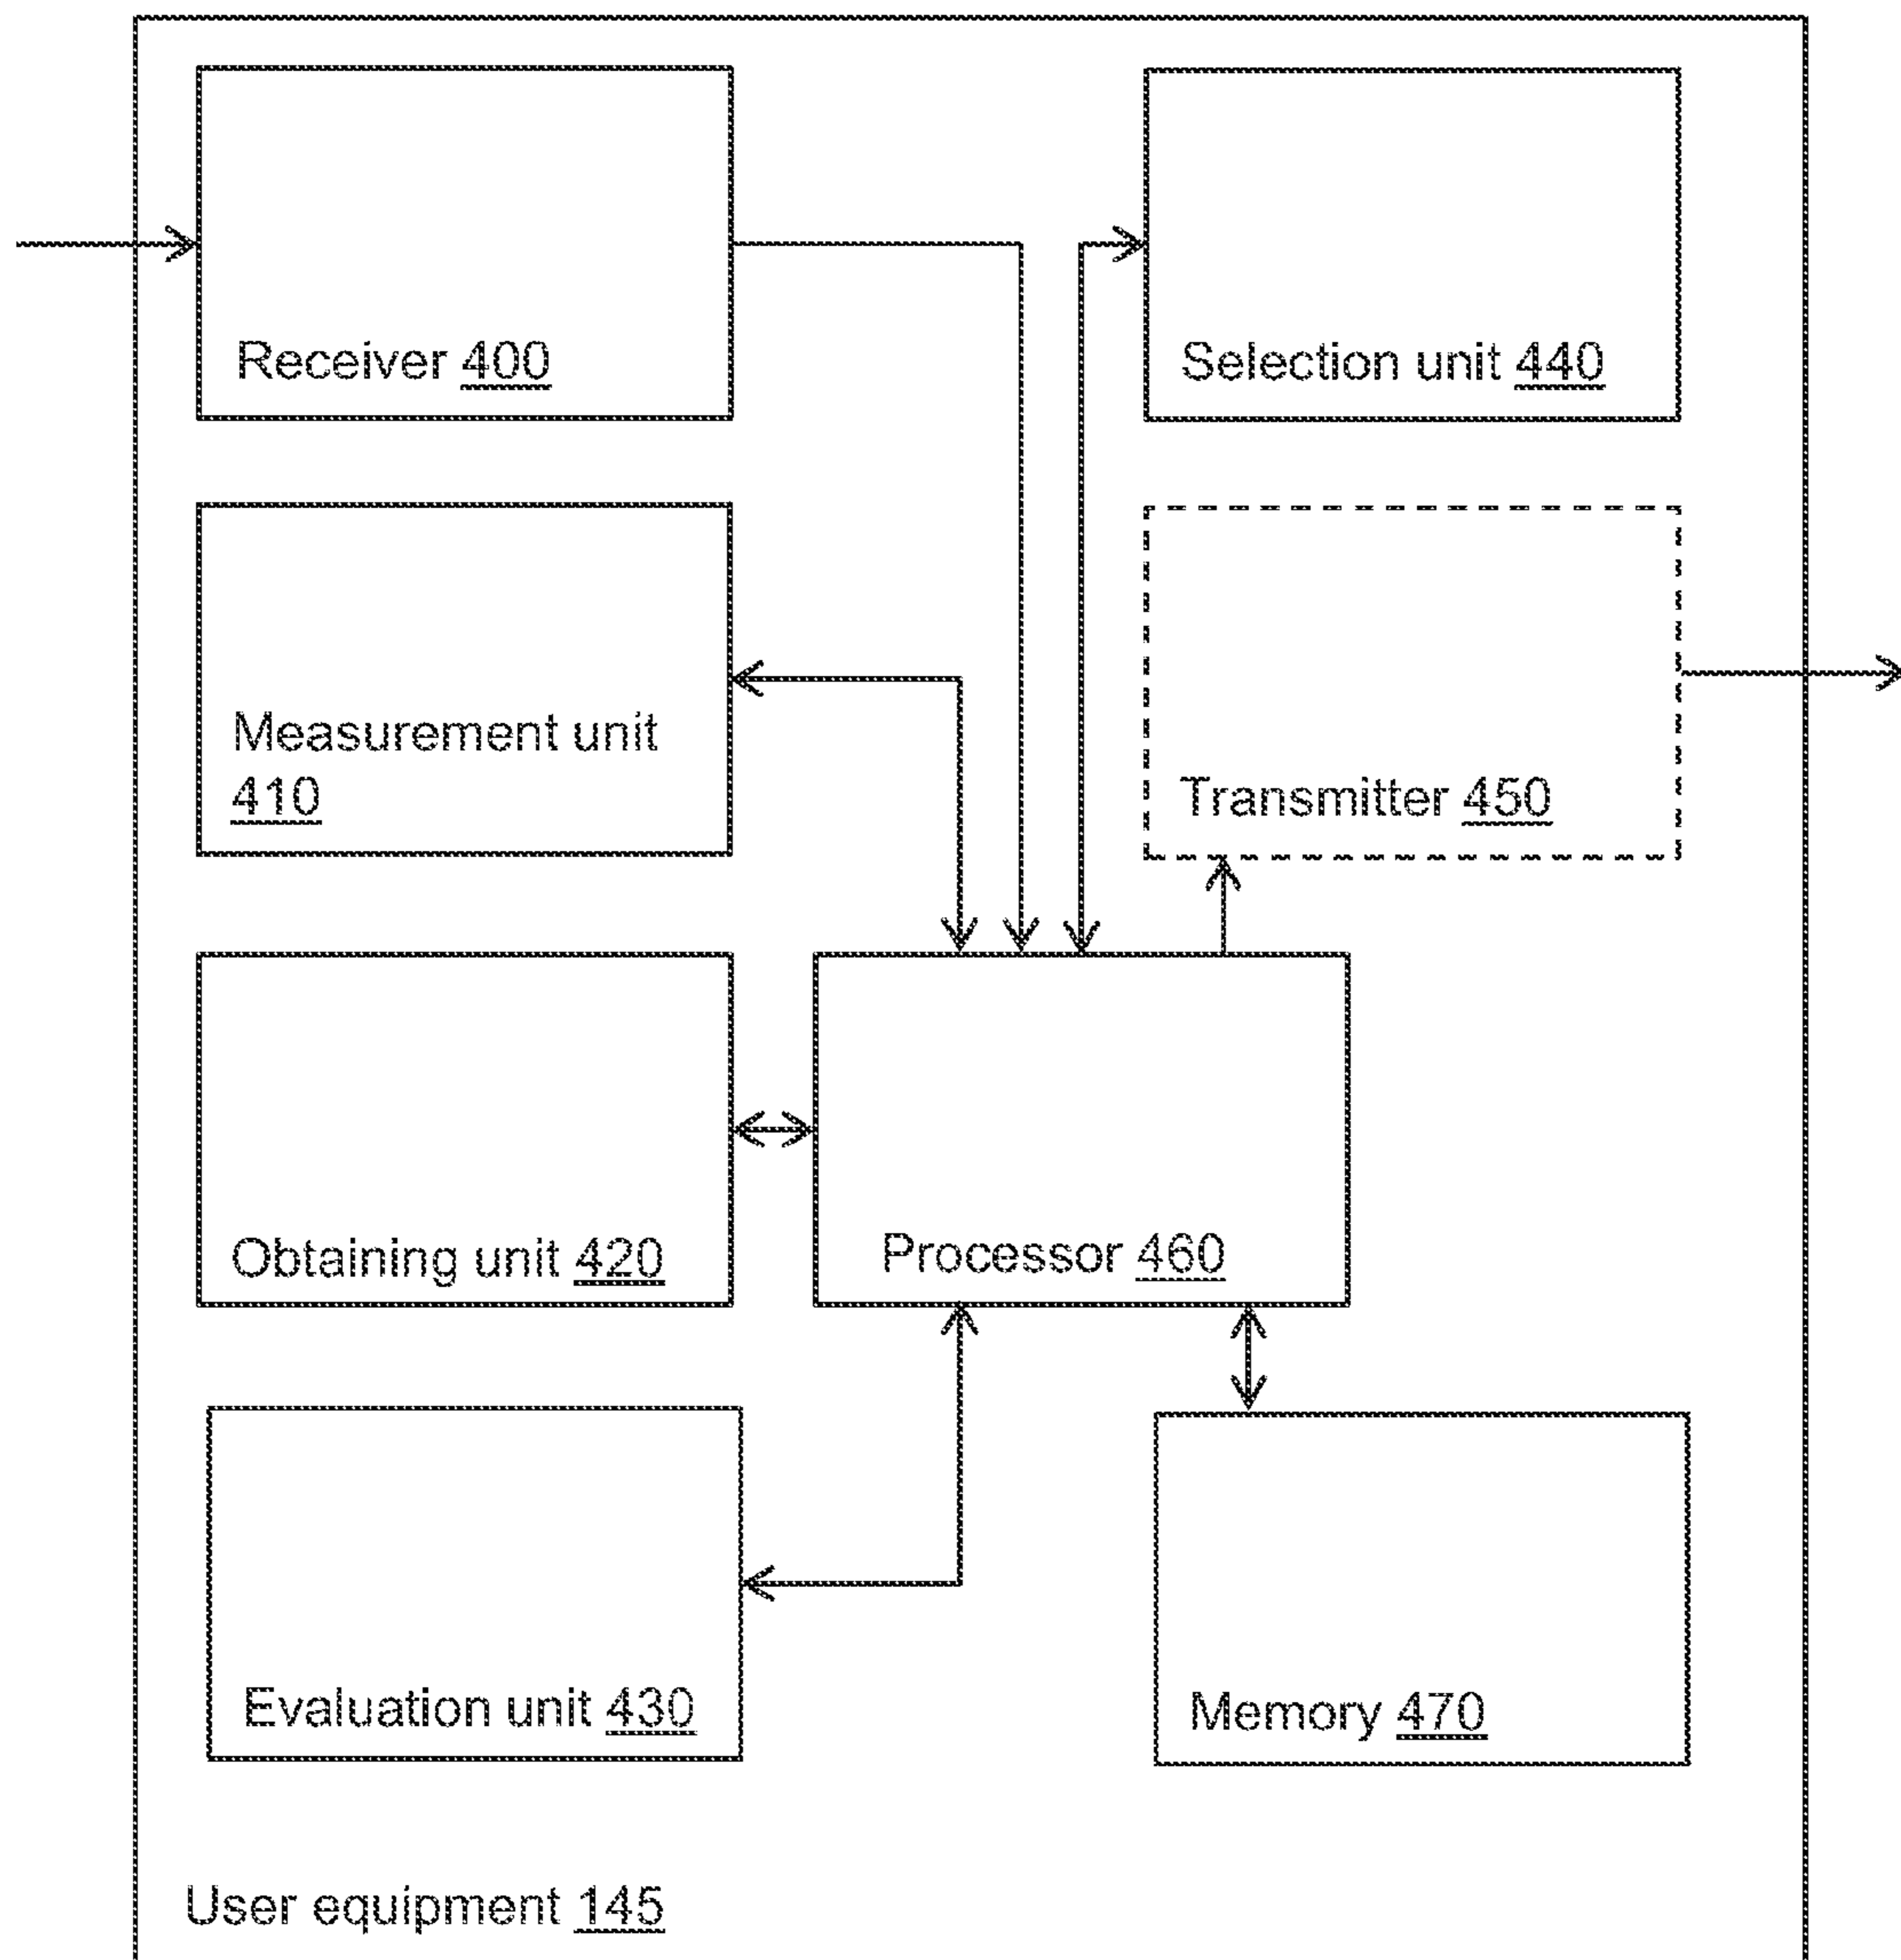 Receiver 400
Selection unit 440
Measurement unit
410
Transmitter 450
Obtaining unit 420
Processor 460
Evaluation unit 430
Memory 470
User equipment 145